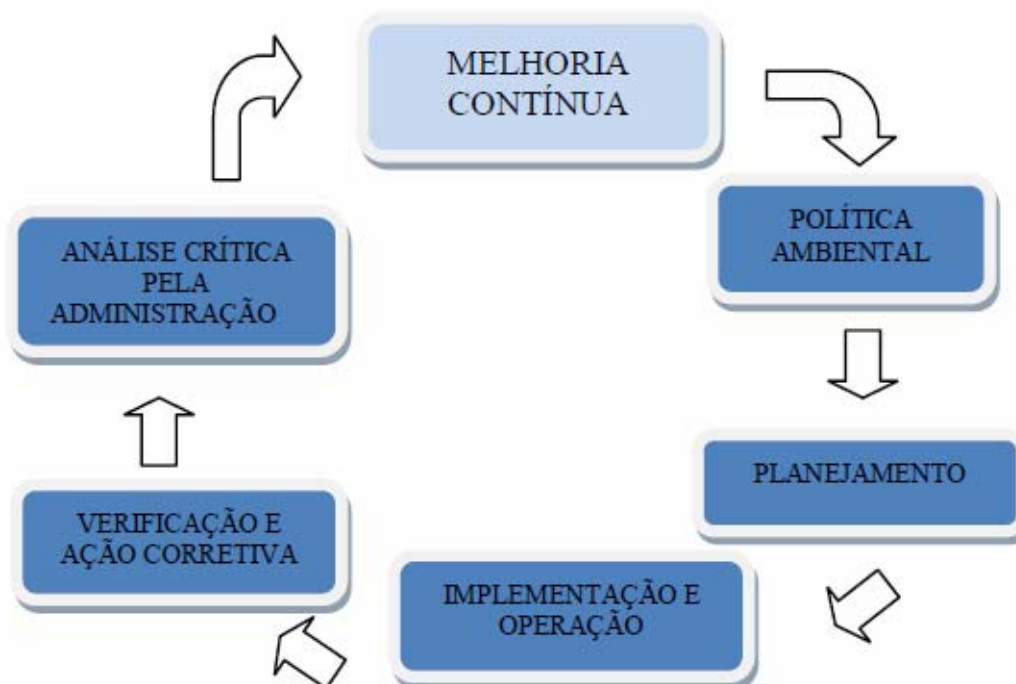 MELHORIA
CONTÍNUA
POLÍTICA
AMBIENTAL
PLANEJAMENTO
IMPLEMENTAÇÃO E
OPERAÇÃO
VERIFICAÇÃO E
AÇÃO CORRETIVA
ANÁLISE CRÍTICA
PELA
ADMINISTRAÇÃO